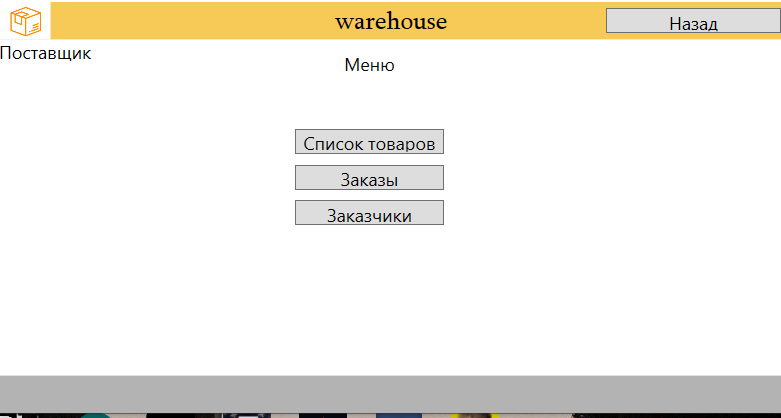 warehouse
Назад
Поставщик
Меню
Список товаров
Заказы
Заказчики